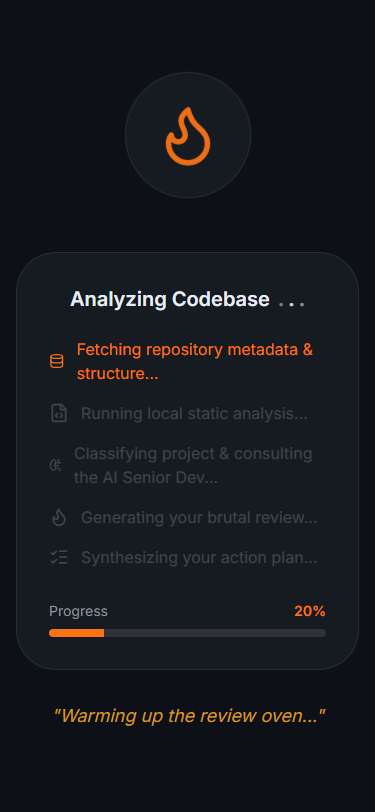 Analyzing Codebase ...
Fetching repository metadata &
structure...
Running local static analysis...
Classifying project & consulting
the AI Senior Dev...
Generating your brutal review...
Synthesizing your action plan...
Progress 20%
"Warming up the review oven..."